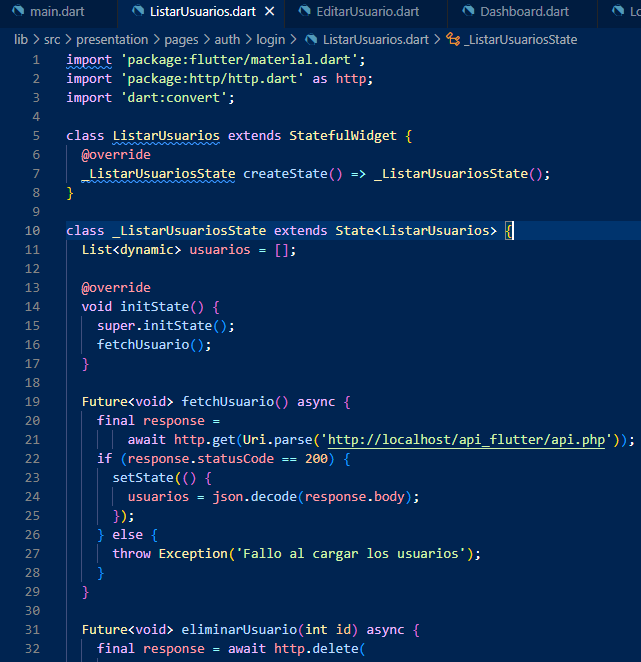 main.dart ListarUsuarios.dart EditarUsuario.dart Dashboard.dart Lo
lib > src > presentation > pages > auth > login > ListarUsuarios.dart > _ListarUsuariosState
1 import 'package:flutter/material.dart';
2 import 'package:http/http.dart' as http;
3 import 'dart:convert';
4
5 class ListarUsuarios extends StatefulWidget {
6 @override
7 _ListarUsuariosState createState() => _ListarUsuariosState();
8 }
9
10 class _ListarUsuariosState extends State<ListarUsuarios> {
11 List<dynamic> usuarios = [];
12
13 @override
14 void initState() {
15 super.initState();
16 fetchUsuario();
17 }
18
19 Future<void> fetchUsuario() async {
20 final response =
21 await http.get(Uri.parse('http://localhost/api_flutter/api.php'));
22 if (response.statusCode == 200) {
23 setState(() {
24 usuarios = json.decode(response.body);
25 });
26 } else {
27 throw Exception('Fallo al cargar los usuarios');
28 }
29 }
30
31 Future<void> eliminarUsuario(int id) async {
32 final response = await http.delete(